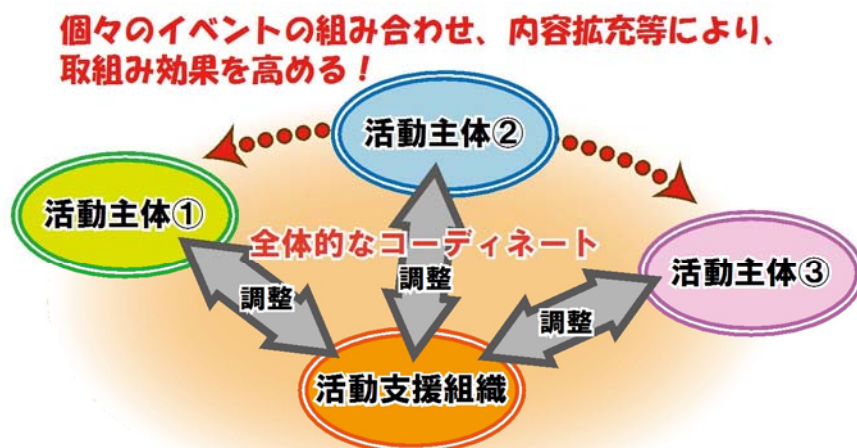 個々のイベントの組み合わせ、内容拡充等により、
取組み効果を高める！
活動主体②
活動主体①
全体的なコーディネート
活動主体③
調整
調整
調整
活動支援組織